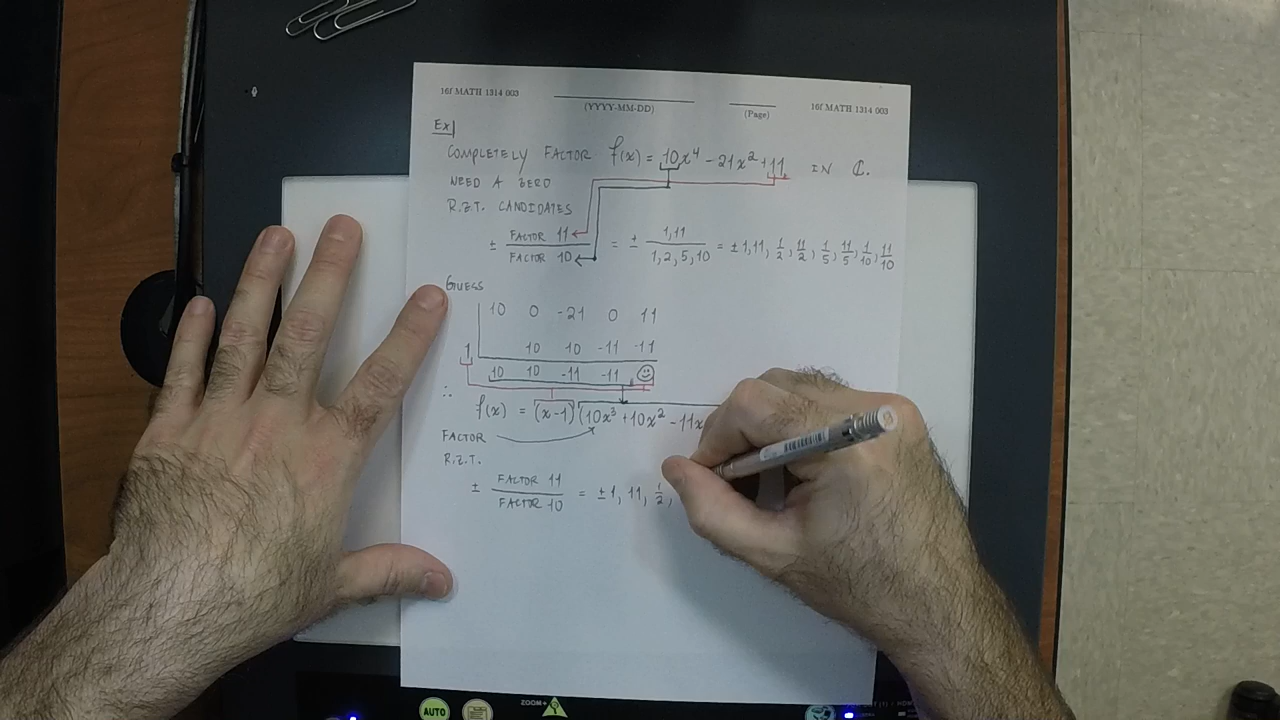 16f MATH 1314 003 (YYYY-MM-DD) (Page) 16f MATH 1314 003
Ex|
COMPLETELY FACTOR f(x) = 10x⁴ - 21x² + 11 IN ℂ.
NEED A ZERO
R.Z.T. CANDIDATES
± FACTOR 11 / FACTOR 10 = ± 1,11 / 1,2,5,10 = ± 1, 11, 1/2, 11/2, 1/5, 11/5, 1/10, 11/10
GUESS
10 0 -21 0 11
1 10 10 -11 -11
10 10 -11 -11 ☺
∴
f(x) = (x-1)(10x³ + 10x² - 11x
FACTOR
R.Z.T.
± FACTOR 11 / FACTOR 10 = ± 1, 11, 1/2,
AUTO
ZOOM+